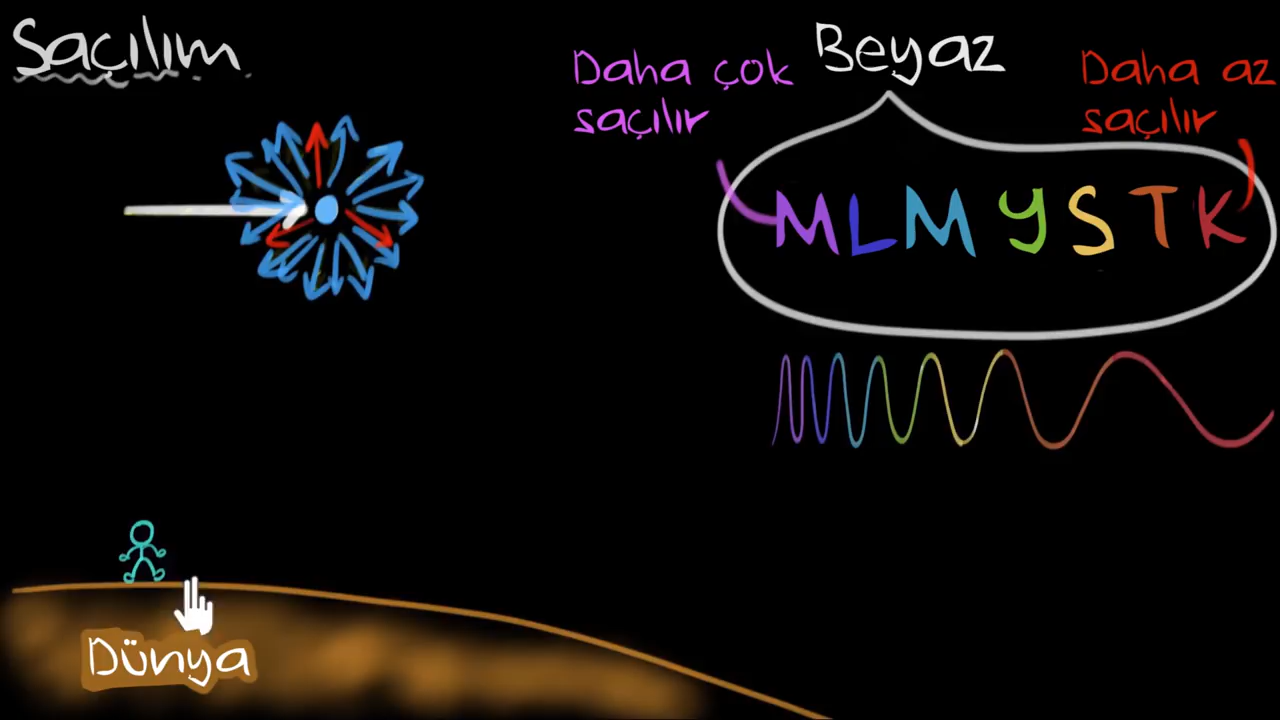 Saçılım
Daha çok
saçılır
Beyaz
Daha az
saçılır
MLMYSTK
Dünya